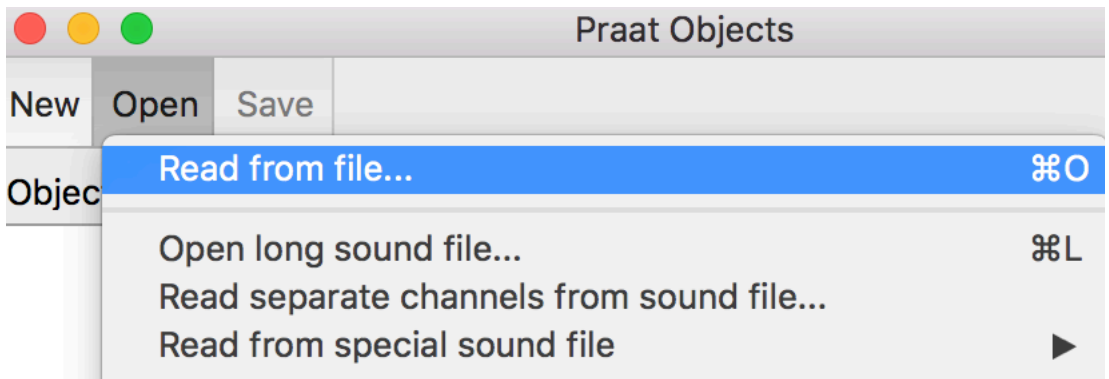 Praat Objects
New Open Save
Objec
Read from file... ⌘O
Open long sound file... ⌘L
Read separate channels from sound file...
Read from special sound file ▶